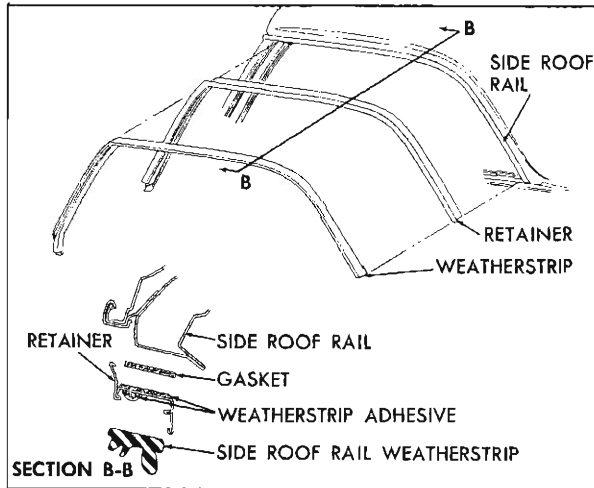 B
SIDE ROOF
RAIL
B
RETAINER
WEATHERSTRIP
SIDE ROOF RAIL
RETAINER
GASKET
WEATHERSTRIP ADHESIVE
SIDE ROOF RAIL WEATHERSTRIP
SECTION B-B